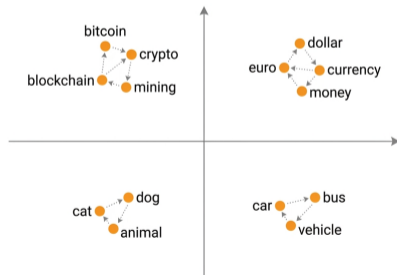 bitcoin
crypto
blockchain
mining
dollar
euro
currency
money
dog
cat
animal
bus
car
vehicle